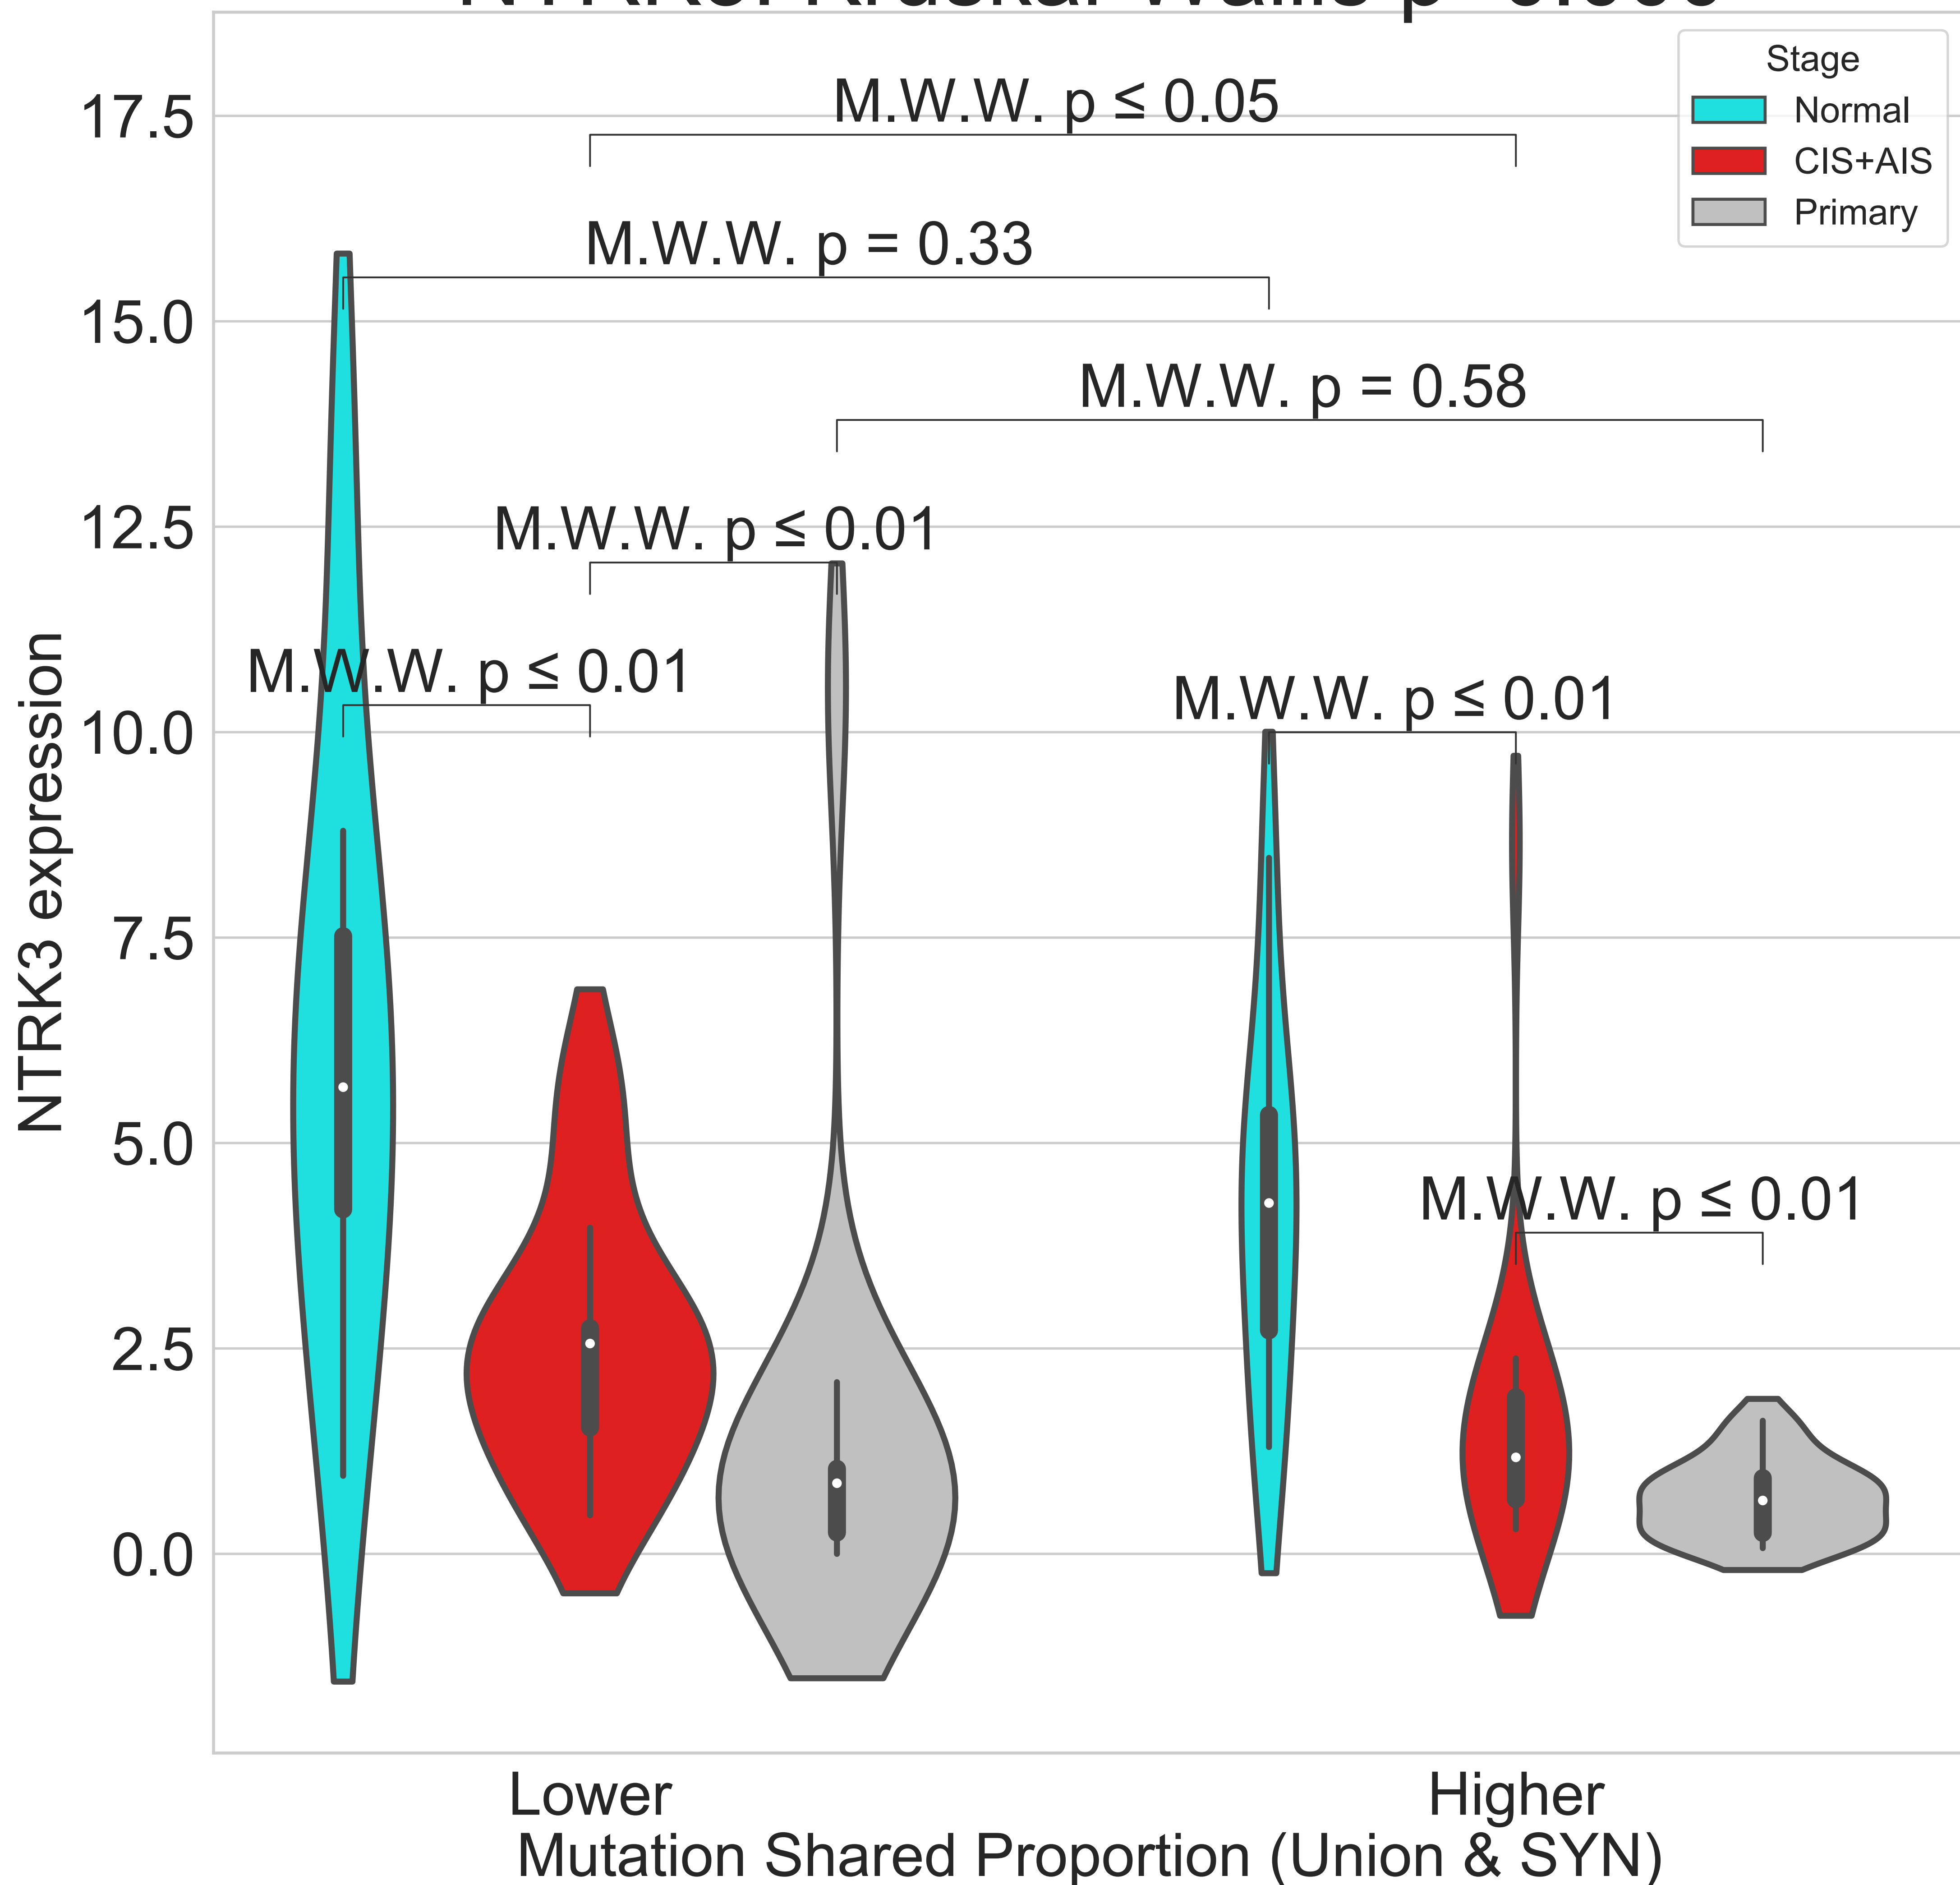 17.5
15.0
12.5
10.0
7.5
5.0
2.5
0.0
NTRK3 expression
M.W.W. p ≤ 0.05
M.W.W. p = 0.33
M.W.W. p = 0.58
M.W.W. p ≤ 0.01
M.W.W. p ≤ 0.01
M.W.W. p ≤ 0.01
M.W.W. p ≤ 0.01
Stage
Normal
CIS+AIS
Primary
Lower
Higher
Mutation Shared Proportion (Union & SYN)